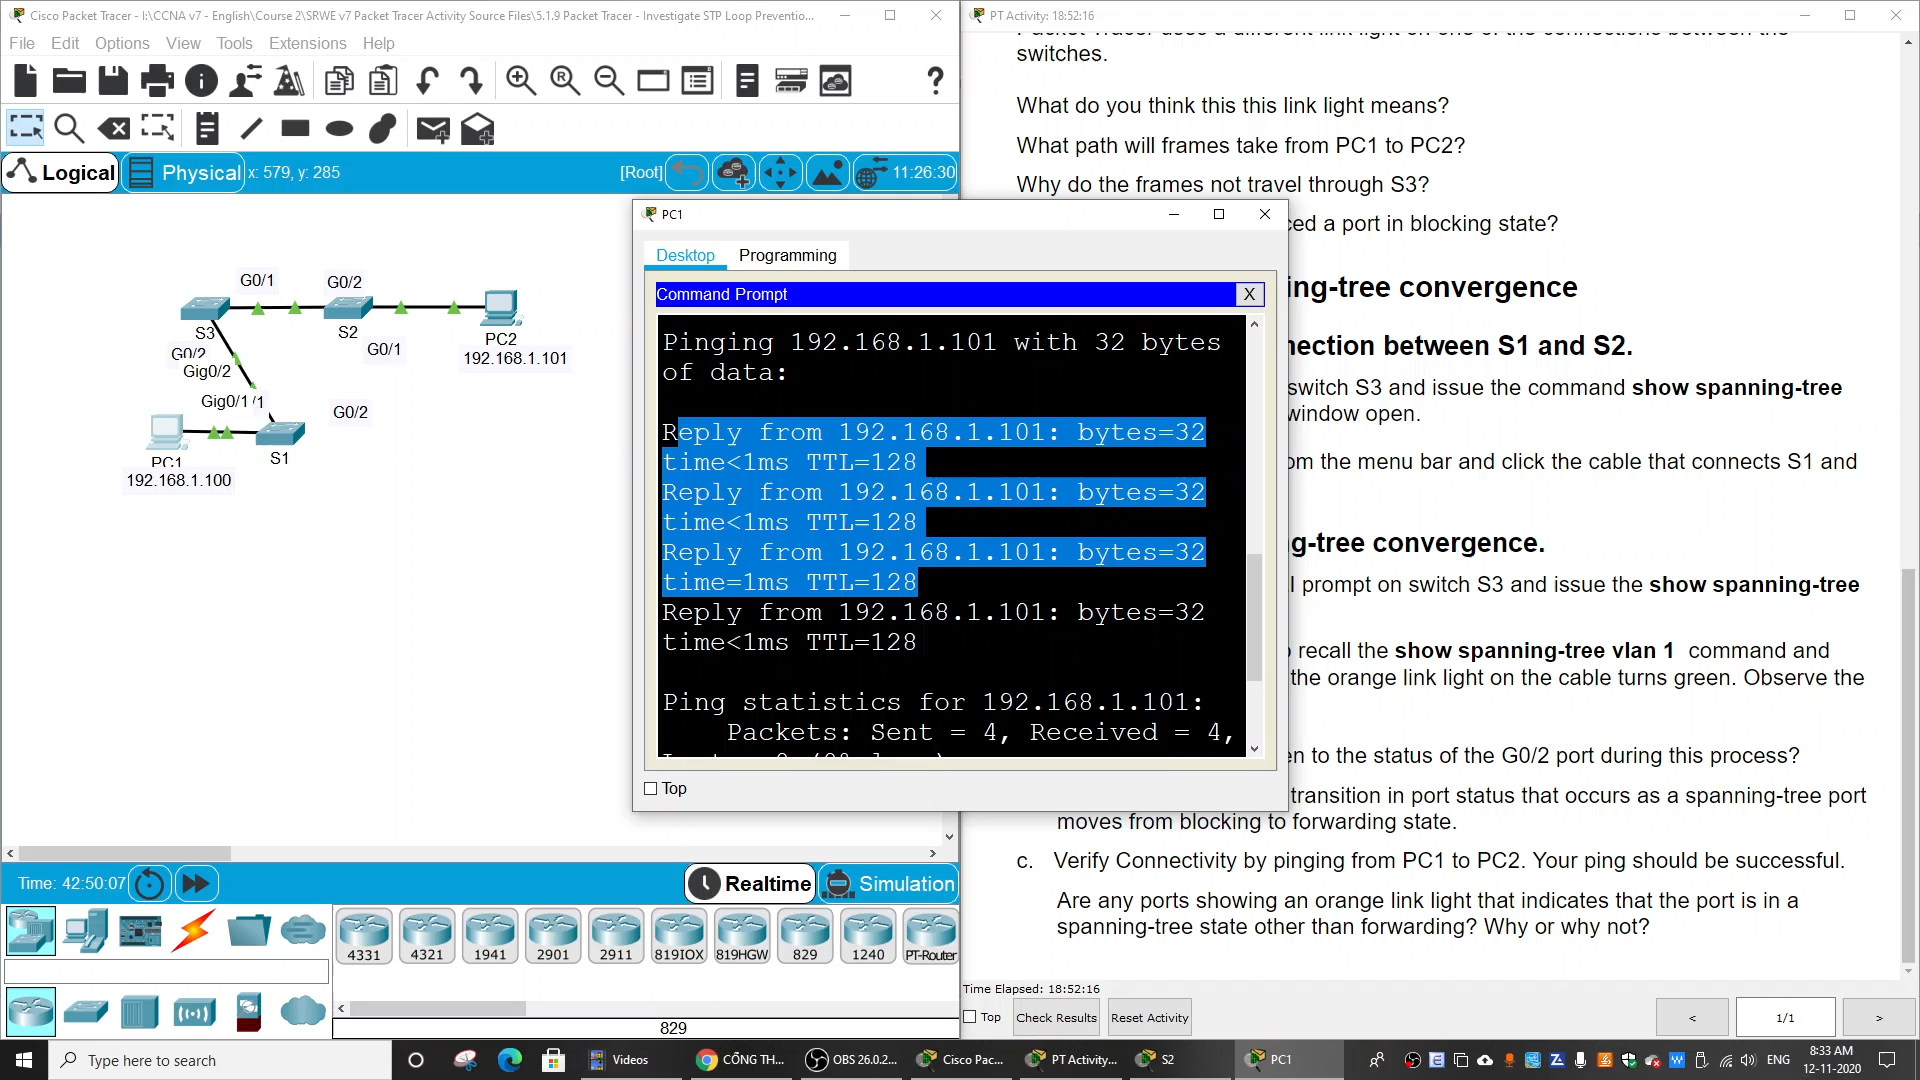 Cisco Packet Tracer - I:\CCNA v7 - English\Course 2\SRWE v7 Packet Tracer Activity Source Files\5.1.9 Packet Tracer - Investigate STP Loop Preventio...
File Edit Options View Tools Extensions Help
Logical
Physical
x: 579, y: 285
[Root]
11:26:30
G0/1
G0/2
S3
S2
PC2
192.168.1.101
G0/1
G0/2
Gig0/2
Gig0/1
/1
G0/2
PC1
S1
192.168.1.100
PC1
Desktop
Programming
Command Prompt
X
Pinging 192.168.1.101 with 32 bytes
of data:
Reply from 192.168.1.101: bytes=32
time<1ms TTL=128
Reply from 192.168.1.101: bytes=32
time<1ms TTL=128
Reply from 192.168.1.101: bytes=32
time=1ms TTL=128
Reply from 192.168.1.101: bytes=32
time<1ms TTL=128
Ping statistics for 192.168.1.101:
Packets: Sent = 4, Received = 4,
Top
Time: 42:50:07
Realtime
Simulation
4331
4321
1941
2901
2911
819IOX
819HGW
829
1240
PT-Router
829
PT Activity: 18:52:16
Packet Tracer uses a different link light on one of the connections between the
switches.
What do you think this this link light means?
What path will frames take from PC1 to PC2?
Why do the frames not travel through S3?
ced a port in blocking state?
ing-tree convergence
nection between S1 and S2.
switch S3 and issue the command show spanning-tree
window open.
om the menu bar and click the cable that connects S1 and
g-tree convergence.
I prompt on switch S3 and issue the show spanning-tree
recall the show spanning-tree vlan 1 command and
the orange link light on the cable turns green. Observe the
en to the status of the G0/2 port during this process?
transition in port status that occurs as a spanning-tree port
moves from blocking to forwarding state.
c. Verify Connectivity by pinging from PC1 to PC2. Your ping should be successful.
Are any ports showing an orange link light that indicates that the port is in a
spanning-tree state other than forwarding? Why or why not?
Time Elapsed: 18:52:16
Top
Check Results
Reset Activity
<
1/1
>
Type here to search
Videos
CỔNG TH...
OBS 26.0.2...
Cisco Pac...
PT Activity...
S2
PC1
ENG
8:33 AM
12-11-2020